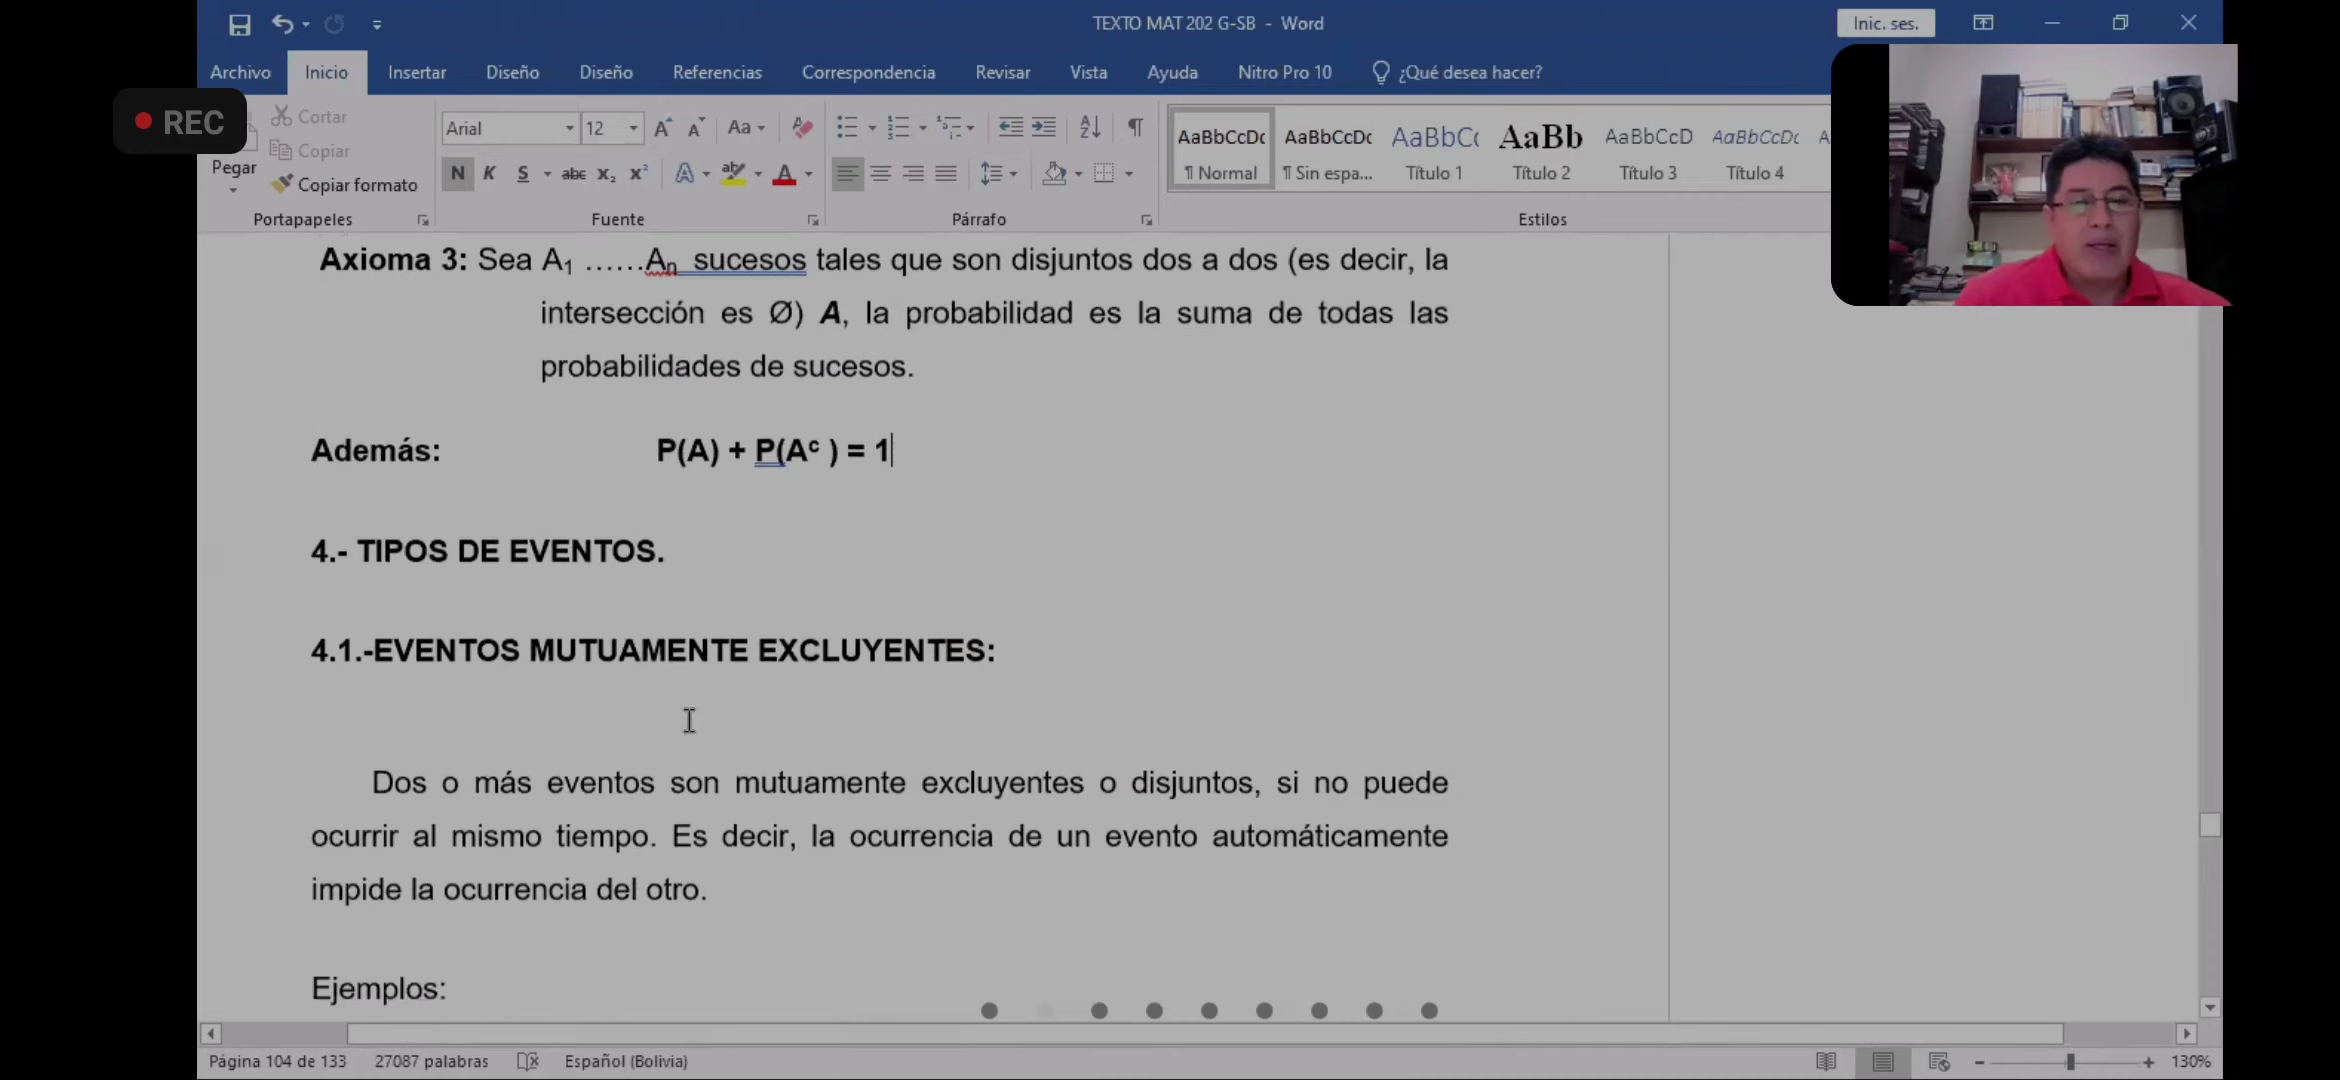 TEXTO MAT 202 G-SB - Word
Inic. ses.
Archivo Inicio Insertar Diseño Diseño Referencias Correspondencia Revisar Vista Ayuda Nitro Pro 10 ¿Qué desea hacer?
REC
Pegar
Cortar
Copiar
Copiar formato
Portapapeles
Arial 12
Aa
N K S abc x₂ x²
Fuente
Párrafo
AaBbCcDc AaBbCcDc AaBbC( AaBb AaBbCcD AaBbCcDc
¶ Normal ¶ Sin espa... Título 1 Título 2 Título 3 Título 4
Estilos
Axioma 3: Sea A₁ ......Aₙ sucesos tales que son disjuntos dos a dos (es decir, la
intersección es Ø) A, la probabilidad es la suma de todas las
probabilidades de sucesos.
Además: P(A) + P(Aᶜ ) = 1
4.- TIPOS DE EVENTOS.
4.1.-EVENTOS MUTUAMENTE EXCLUYENTES:
Dos o más eventos son mutuamente excluyentes o disjuntos, si no puede
ocurrir al mismo tiempo. Es decir, la ocurrencia de un evento automáticamente
impide la ocurrencia del otro.
Ejemplos:
Página 104 de 133 27087 palabras Español (Bolivia) 130%